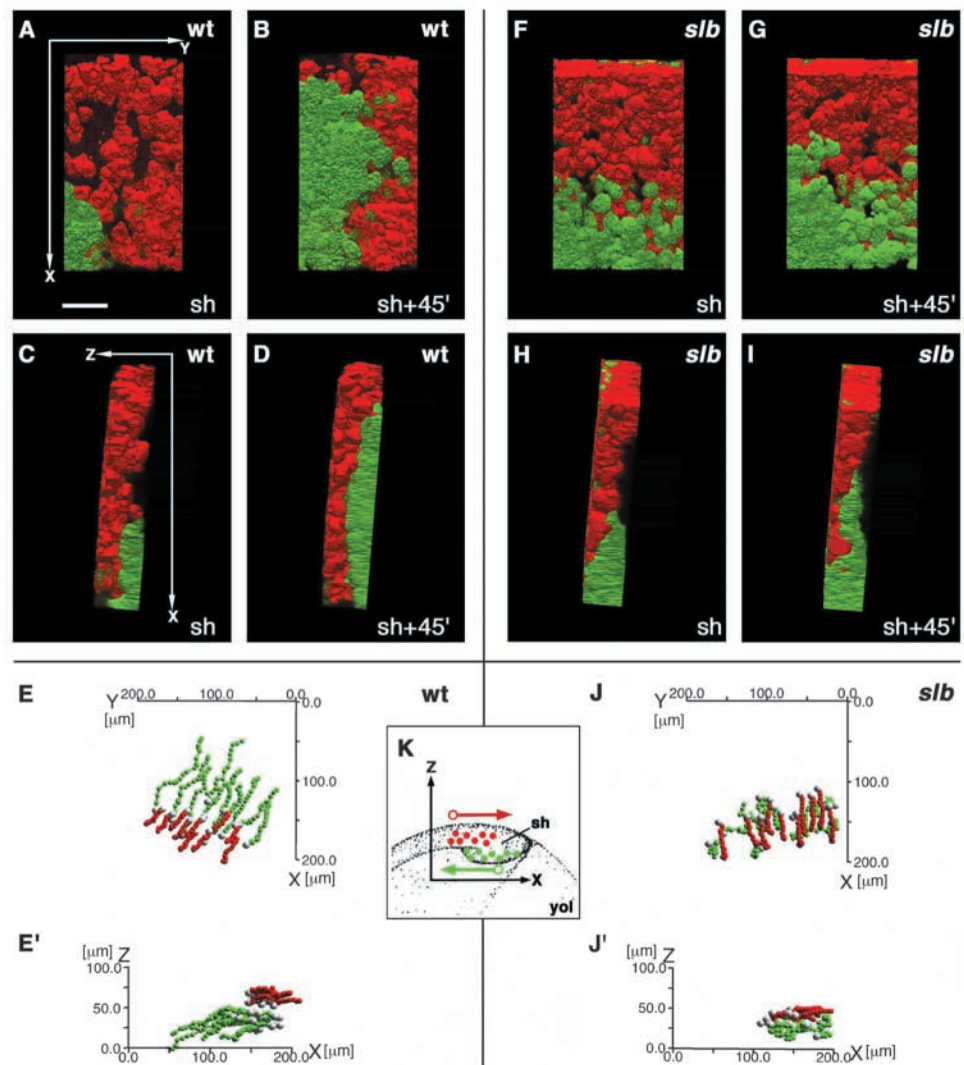 A wt
Y
X
sh
B wt
sh+45'
F slb
sh
G slb
sh+45'
C wt
Z
X
sh
D wt
sh+45'
H slb
sh
I slb
sh+45'
E wt
Y 200.0 100.0 0.0
[µm] 0.0
100.0
200.0
X [µm]
K
Z
sh
X
yol
J slb
Y 200.0 100.0 0.0
[µm] 0.0
100.0
200.0
X [µm]
E'
[µm] Z
100.0
50.0
0.0
0.0 100.0 200.0 X [µm]
J'
[µm] Z
100.0
50.0
0.0
0.0 100.0 200.0 X [µm]